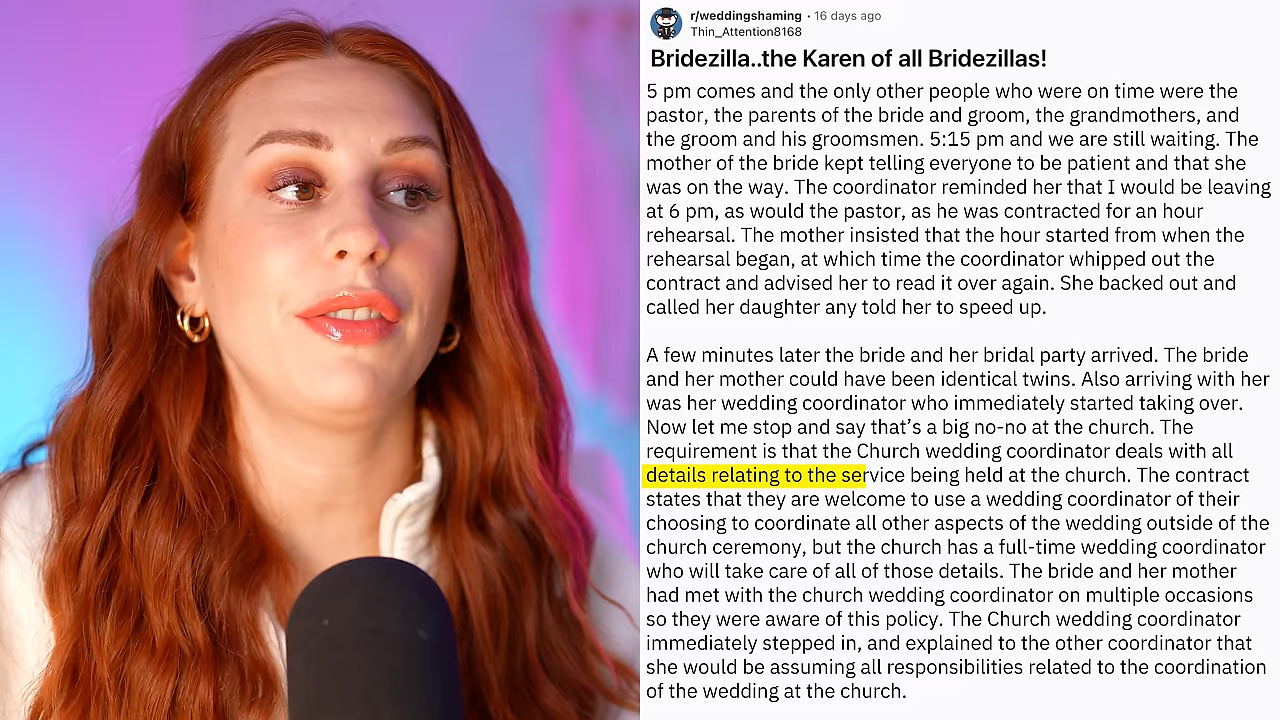 r/weddingshaming · 16 days ago
Thin_Attention8168
Bridezilla..the Karen of all Bridezillas!
5 pm comes and the only other people who were on time were the
pastor, the parents of the bride and groom, the grandmothers, and
the groom and his groomsmen. 5:15 pm and we are still waiting. The
mother of the bride kept telling everyone to be patient and that she
was on the way. The coordinator reminded her that I would be leaving
at 6 pm, as would the pastor, as he was contracted for an hour
rehearsal. The mother insisted that the hour started from when the
rehearsal began, at which time the coordinator whipped out the
contract and advised her to read it over again. She backed out and
called her daughter any told her to speed up.
A few minutes later the bride and her bridal party arrived. The bride
and her mother could have been identical twins. Also arriving with her
was her wedding coordinator who immediately started taking over.
Now let me stop and say that’s a big no-no at the church. The
requirement is that the Church wedding coordinator deals with all
details relating to the service being held at the church. The contract
states that they are welcome to use a wedding coordinator of their
choosing to coordinate all other aspects of the wedding outside of the
church ceremony, but the church has a full-time wedding coordinator
who will take care of all of those details. The bride and her mother
had met with the church wedding coordinator on multiple occasions
so they were aware of this policy. The Church wedding coordinator
immediately stepped in, and explained to the other coordinator that
she would be assuming all responsibilities related to the coordination
of the wedding at the church.